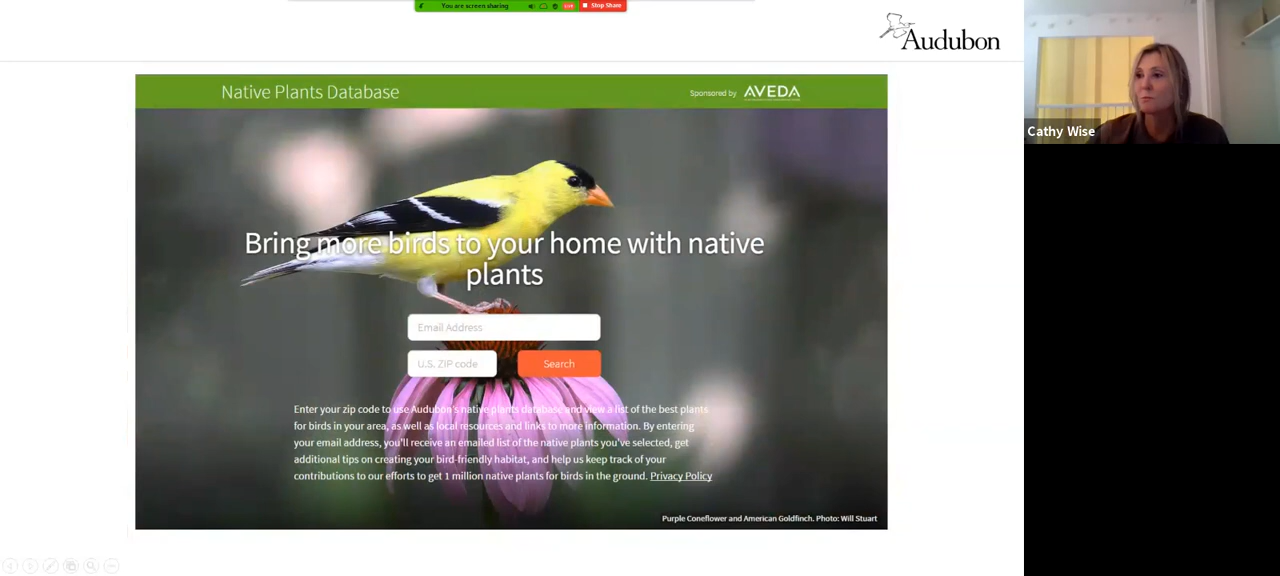 You are screen sharing
LIVE
Stop Share
Audubon
Native Plants Database
Sponsored by AVEDA
Cathy Wise
Bring more birds to your home with native
plants
Email Address
U.S. ZIP code
Search
Enter your zip code to use Audubon's native plants database and view a list of the best plants
for birds in your area, as well as local resources and links to more information. By entering
your email address, you'll receive an emailed list of the native plants you've selected, get
additional tips on creating your bird-friendly habitat, and help us keep track of your
contributions to our efforts to get 1 million native plants for birds in the ground. Privacy Policy
Purple Coneflower and American Goldfinch. Photo: Will Stuart